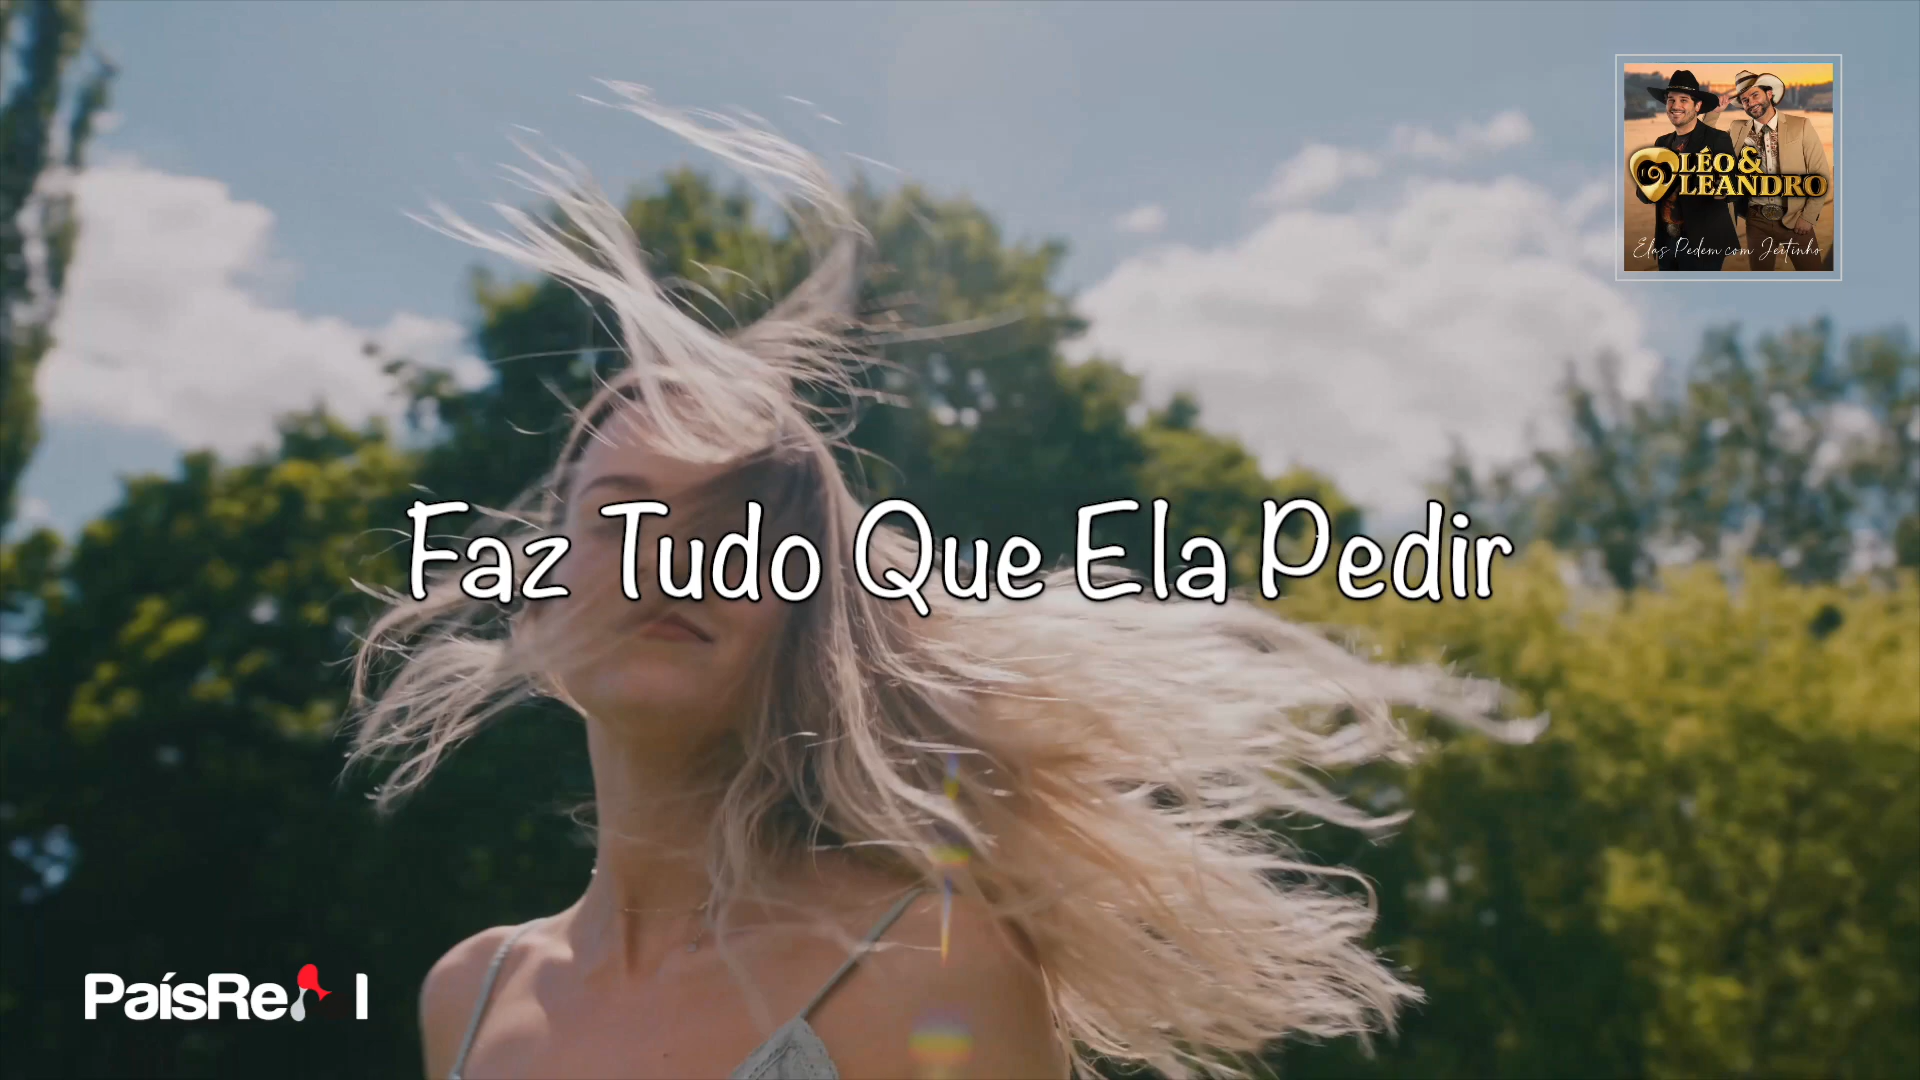 LÉO &
LEANDRO
Elas Pedem com Jeitinho
Faz Tudo Que Ela Pedir
PaísReal